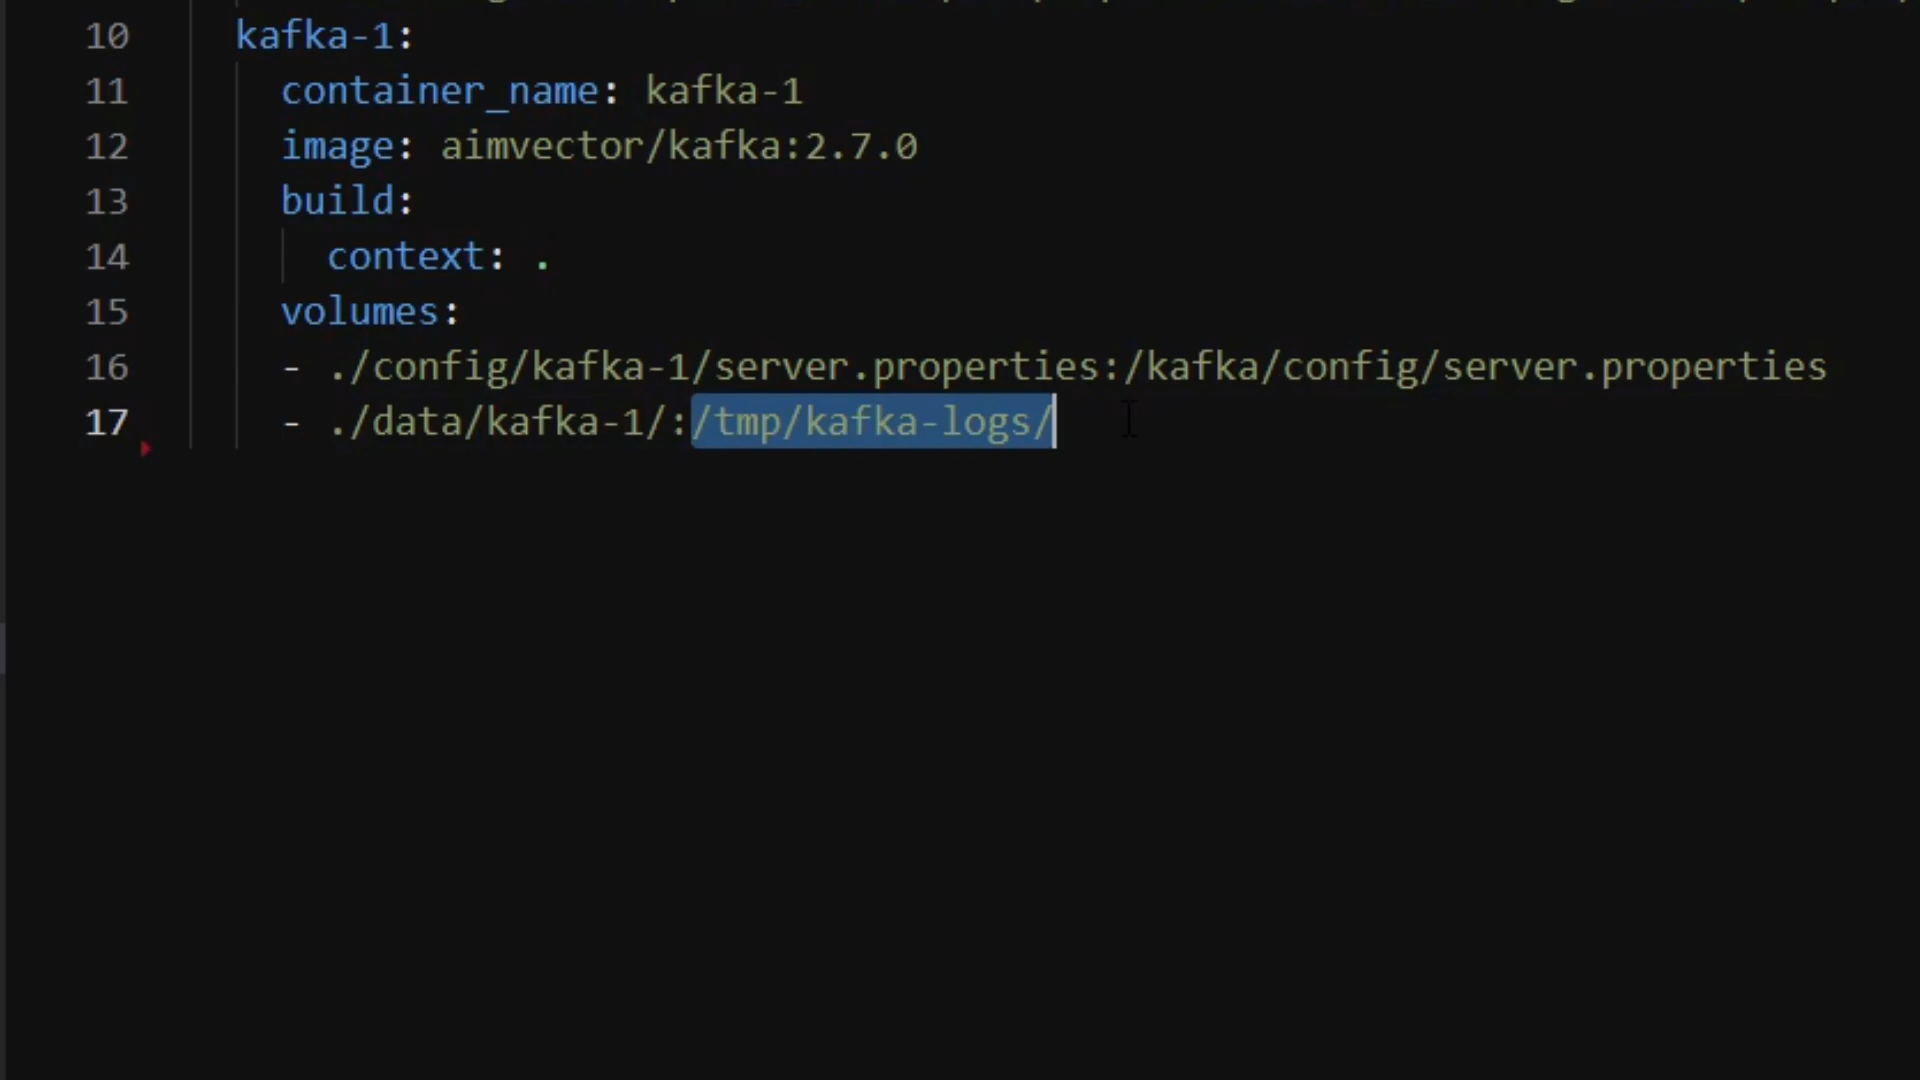 10 kafka-1:
11 container_name: kafka-1
12 image: aimvector/kafka:2.7.0
13 build:
14 context: .
15 volumes:
16 - ./config/kafka-1/server.properties:/kafka/config/server.properties
17 - ./data/kafka-1/:/tmp/kafka-logs/